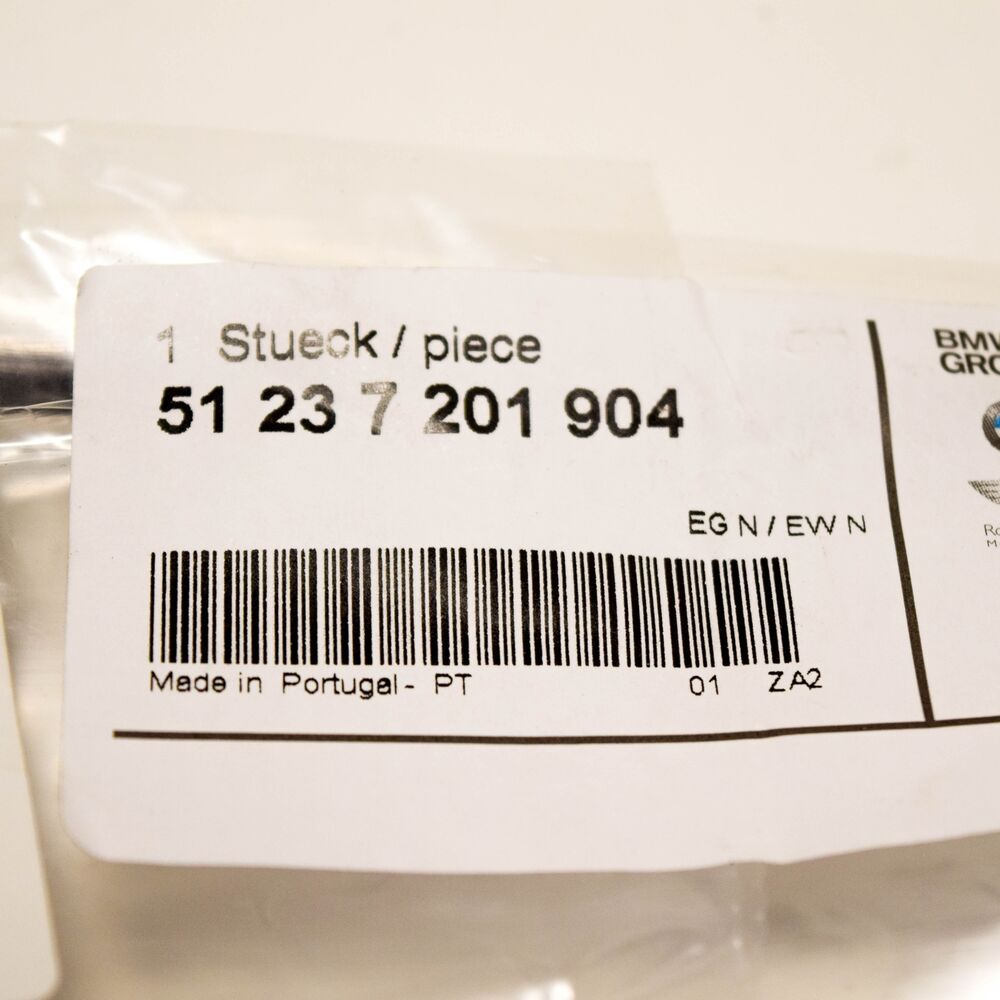 1 Stueck / piece
51 23 7 201 904
EG N / EW N
Made in Portugal - PT 01 ZA2